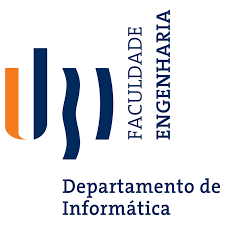 FACULDADE
ENGENHARIA
Departamento de
Informática